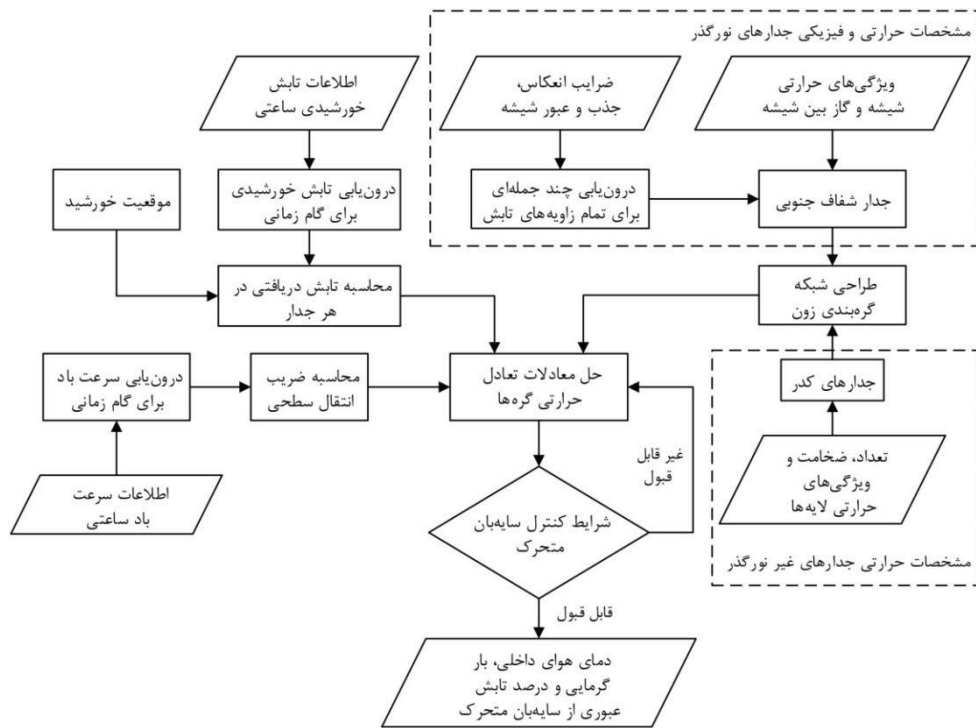 مشخصات حرارتی و فیزیکی جدارهای نورگذر
ویژگی‌های حرارتی
شیشه و گاز بین شیشه
ضرایب انعکاس،
جذب و عبور شیشه
اطلاعات تابش
خورشیدی ساعتی
جدار شفاف جنوبی
درون‌یابی چند جمله‌ای
برای تمام زاویه‌های تابش
درون‌یابی تابش خورشیدی
برای گام زمانی
موقعیت خورشید
طراحی شبکه
گره‌بندی زون
محاسبه تابش دریافتی در
هر جدار
جدارهای کدر
حل معادلات تعادل
حرارتی گره‌ها
محاسبه ضریب
انتقال سطحی
درون‌یابی سرعت باد
برای گام زمانی
تعداد، ضخامت و
ویژگی‌های
حرارتی لایه‌ها
مشخصات حرارتی جدارهای غیر نورگذر
غیر قابل
قبول
اطلاعات سرعت
باد ساعتی
شرایط کنترل سایه‌بان
متحرک
قابل قبول
دمای هوای داخلی، بار
گرمایی و درصد تابش
عبوری از سایه‌بان متحرک